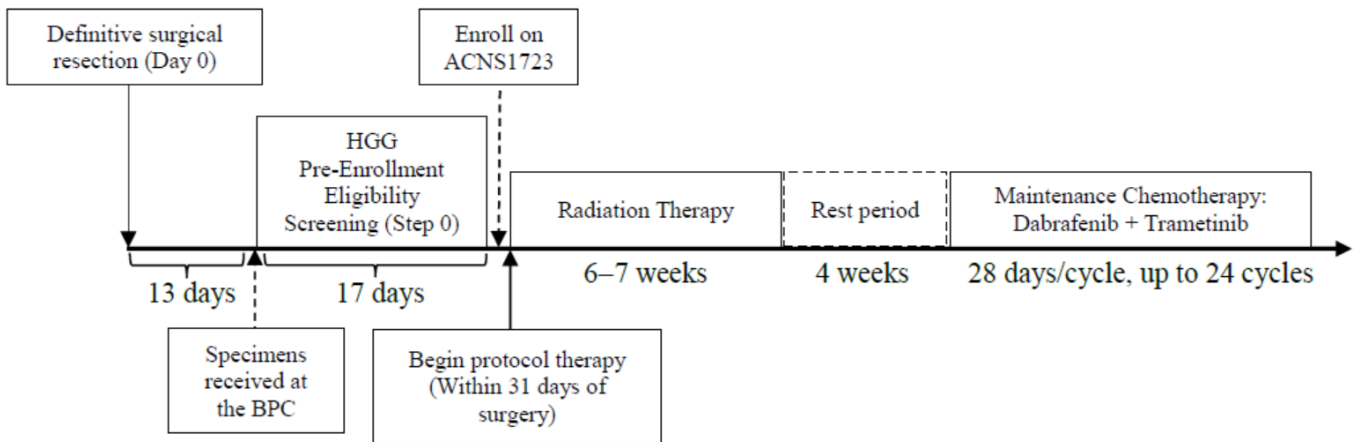 Definitive surgical
resection (Day 0)
Enroll on
ACNS1723
HGG
Pre-Enrollment
Eligibility
Screening (Step 0)
Radiation Therapy
Rest period
Maintenance Chemotherapy:
Dabrafenib + Trametinib
13 days
17 days
6–7 weeks
4 weeks
28 days/cycle, up to 24 cycles
Specimens
received at
the BPC
Begin protocol therapy
(Within 31 days of
surgery)